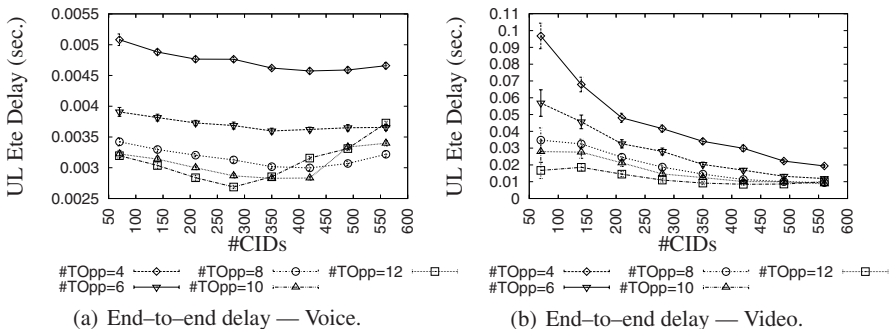 UL Ete Delay (sec.)
0.0055
0.005
0.0045
0.004
0.0035
0.003
0.0025
50
100
150
200
250
300
350
400
450
500
550
600
#CIDs
#TOpp=4
#TOpp=8
#TOpp=12
#TOpp=6
#TOpp=10
(a) End–to–end delay — Voice.
UL Ete Delay (sec.)
0.11
0.1
0.09
0.08
0.07
0.06
0.05
0.04
0.03
0.02
0.01
0
50
100
150
200
250
300
350
400
450
500
550
600
#CIDs
#TOpp=4
#TOpp=8
#TOpp=12
#TOpp=6
#TOpp=10
(b) End–to–end delay — Video.